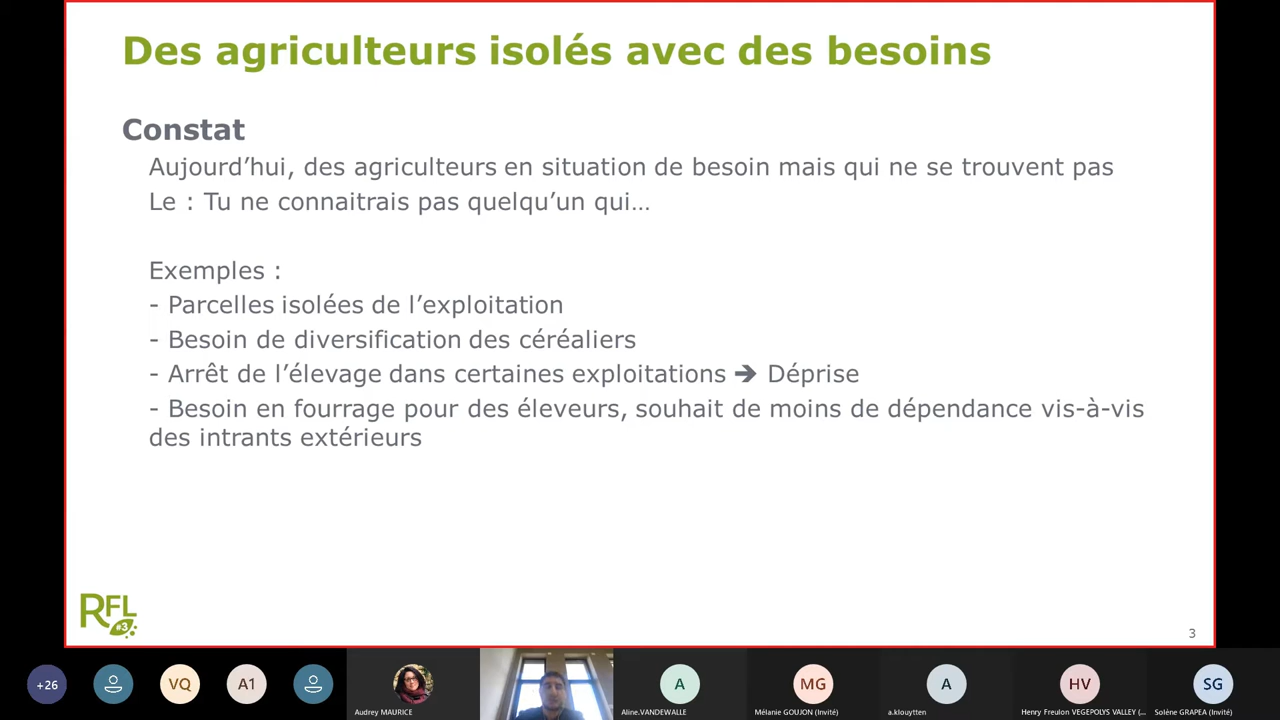 Des agriculteurs isolés avec des besoins
Constat
Aujourd’hui, des agriculteurs en situation de besoin mais qui ne se trouvent pas
Le : Tu ne connaitrais pas quelqu’un qui…
Exemples :
- Parcelles isolées de l’exploitation
- Besoin de diversification des céréaliers
- Arrêt de l’élevage dans certaines exploitations ➔ Déprise
- Besoin en fourrage pour des éleveurs, souhait de moins de dépendance vis-à-vis
des intrants extérieurs
RFL
#3
3
+26
VQ
A1
A
MG
A
HV
SG
Audrey MAURICE
Aline.VANDEWALLE
Mélanie GOUJON (Invité)
a.klouytten
Henry Freulon VEGEPOLYS VALLEY (...
Solène GRAPEA (Invité)